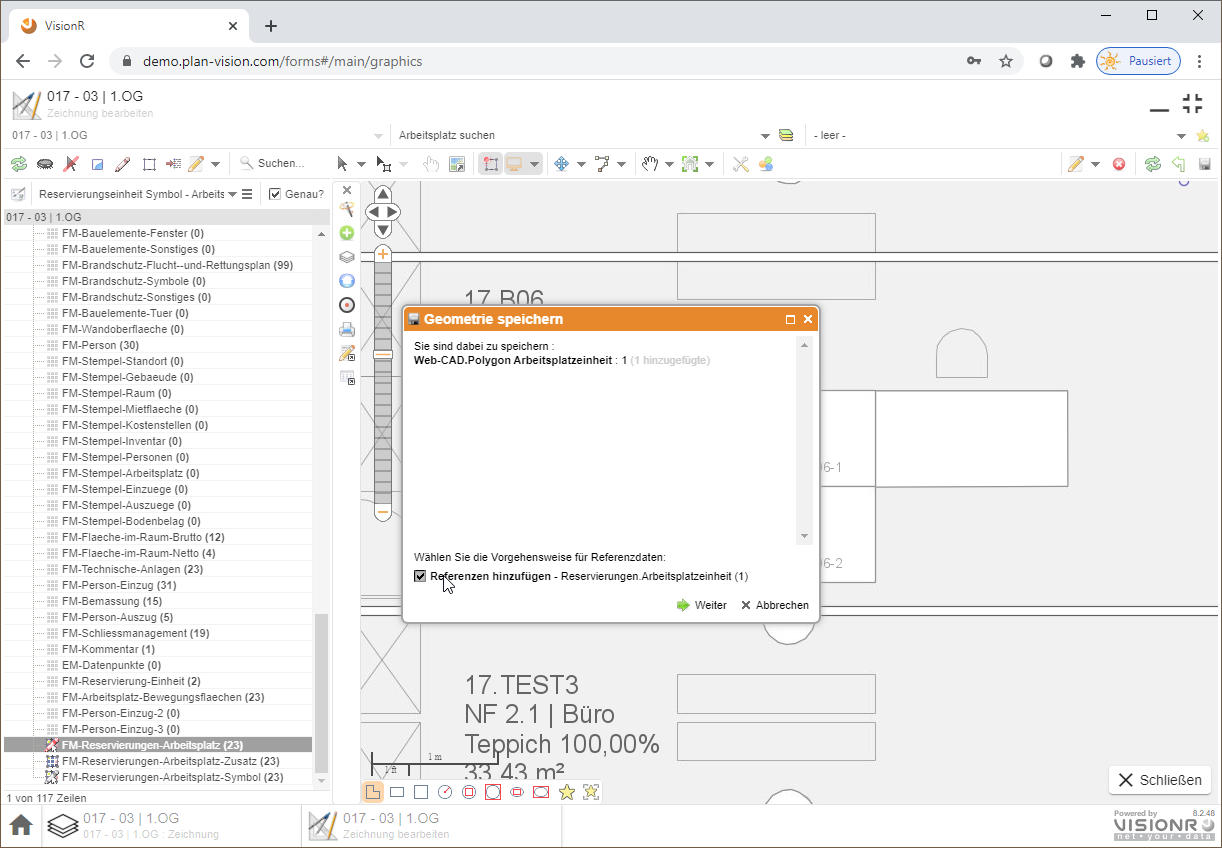 VisionR
demo.plan-vision.com/forms#/main/graphics
Pausiert
017 - 03 | 1.OG
Zeichnung bearbeiten
017 - 03 | 1.OG
Arbeitsplatz suchen
- leer -
Suchen...
Reservierungseinheit Symbol - Arbeits
Genau?
017 - 03 | 1.OG
FM-Bauelemente-Fenster (0)
FM-Bauelemente-Sonstiges (0)
FM-Brandschutz-Flucht--und-Rettungsplan (99)
FM-Brandschutz-Symbole (0)
FM-Brandschutz-Sonstiges (0)
FM-Bauelemente-Tuer (0)
FM-Wandoberflaeche (0)
FM-Person (30)
FM-Stempel-Standort (0)
FM-Stempel-Gebaeude (0)
FM-Stempel-Raum (0)
FM-Stempel-Mietflaeche (0)
FM-Stempel-Kostenstellen (0)
FM-Stempel-Inventar (0)
FM-Stempel-Personen (0)
FM-Stempel-Arbeitsplatz (0)
FM-Stempel-Einzuege (0)
FM-Stempel-Auszuege (0)
FM-Stempel-Bodenbelag (0)
FM-Flaeche-im-Raum-Brutto (12)
FM-Flaeche-im-Raum-Netto (4)
FM-Technische-Anlagen (23)
FM-Person-Einzug (31)
FM-Bemassung (15)
FM-Person-Auszug (5)
FM-Schliessmanagement (19)
FM-Kommentar (1)
EM-Datenpunkte (0)
FM-Reservierung-Einheit (2)
FM-Arbeitsplatz-Bewegungsflaechen (23)
FM-Person-Einzug-2 (0)
FM-Person-Einzug-3 (0)
FM-Reservierungen-Arbeitsplatz (23)
FM-Reservierungen-Arbeitsplatz-Zusatz (23)
FM-Reservierungen-Arbeitsplatz-Symbol (23)
1 von 117 Zeilen
17.B06
Geometrie speichern
Sie sind dabei zu speichern :
Web-CAD.Polygon Arbeitsplatzeinheit : 1 (1 hinzugefügte)
Wählen Sie die Vorgehensweise für Referenzdaten:
Referenzen hinzufügen - Reservierungen.Arbeitsplatzeinheit (1)
Weiter
Abbrechen
06-1
6-2
17.TEST3
NF 2.1 | Büro
Teppich 100,00%
33,43 m²
1 m
1 ft
Schließen
017 - 03 | 1.OG
017 - 03 | 1.OG : Zeichnung
017 - 03 | 1.OG
Zeichnung bearbeiten
Powered by
8.2.48
VISIONR
net•your•data